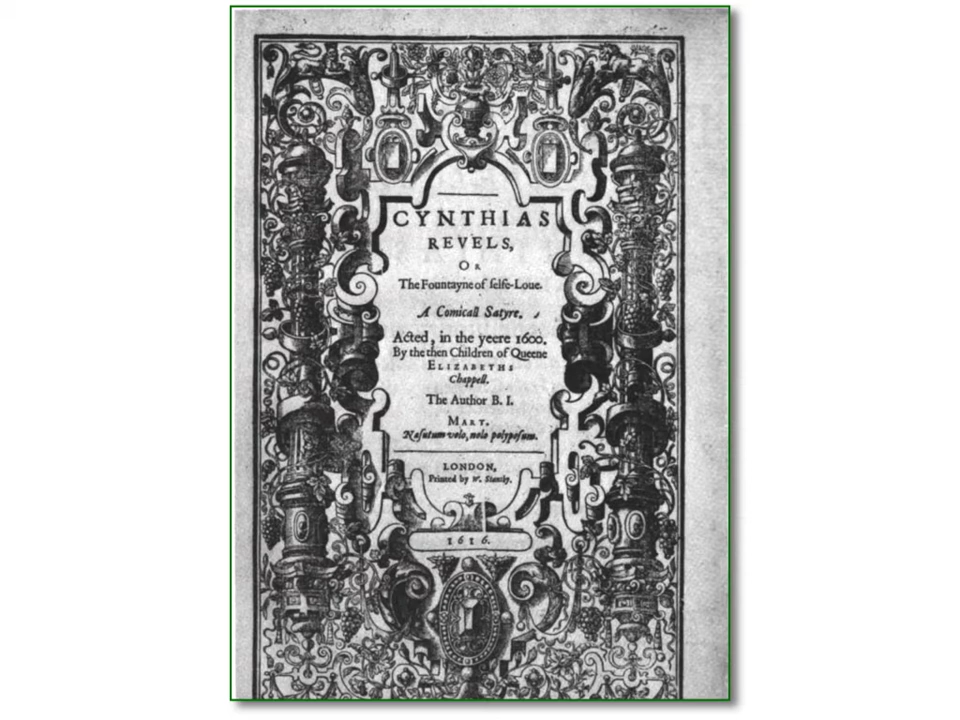 CYNTHIAS
REVELS,
OR
The Fountayne of selfe-Loue.
A Comicall Satyre.
Acted, in the yeere 1600.
By the then Children of Queene
ELIZABETHS
Chappell.
The Author B. I.
MART.
Nasutum volo, nolo polyposum.
LONDON,
Printed by W. Stansby.
1616.